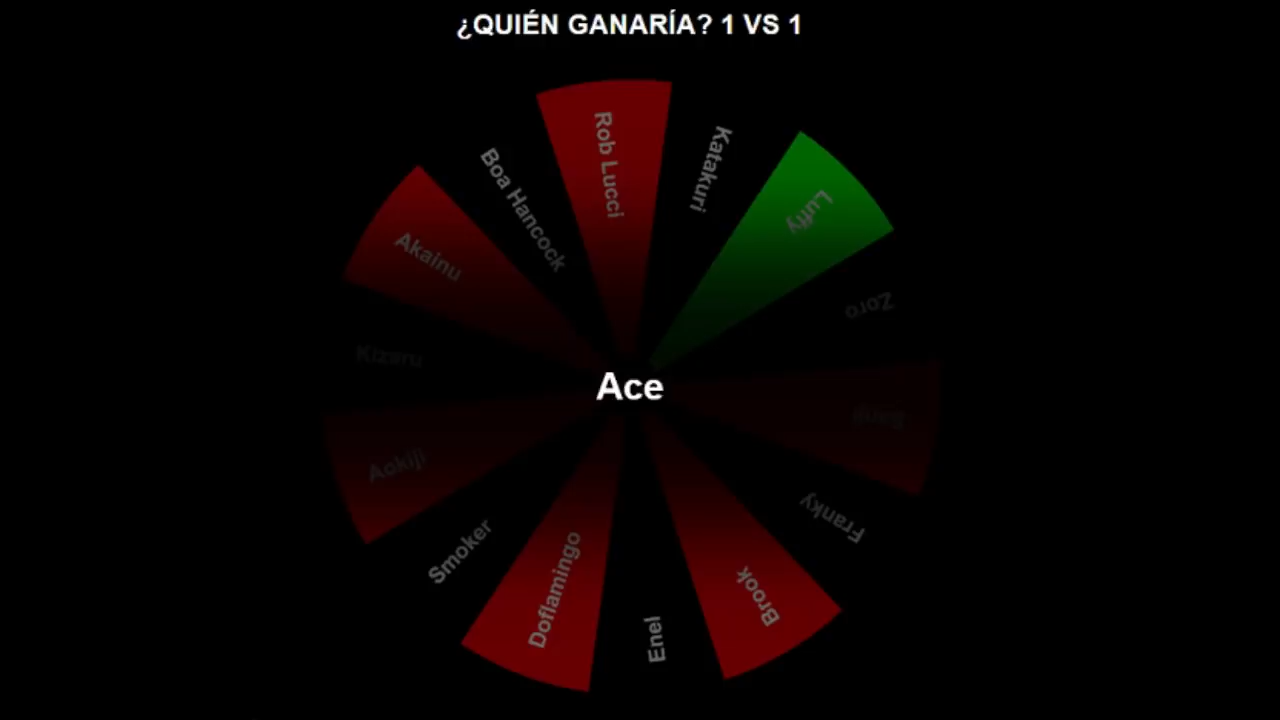 ¿QUIÉN GANARÍA? 1 VS 1
Rob Lucci
Katakuri
Luffy
Zoro
Sanji
Franky
Brook
Enel
Doflamingo
Smoker
Aokiji
Kizaru
Akainu
Boa Hancock
Ace